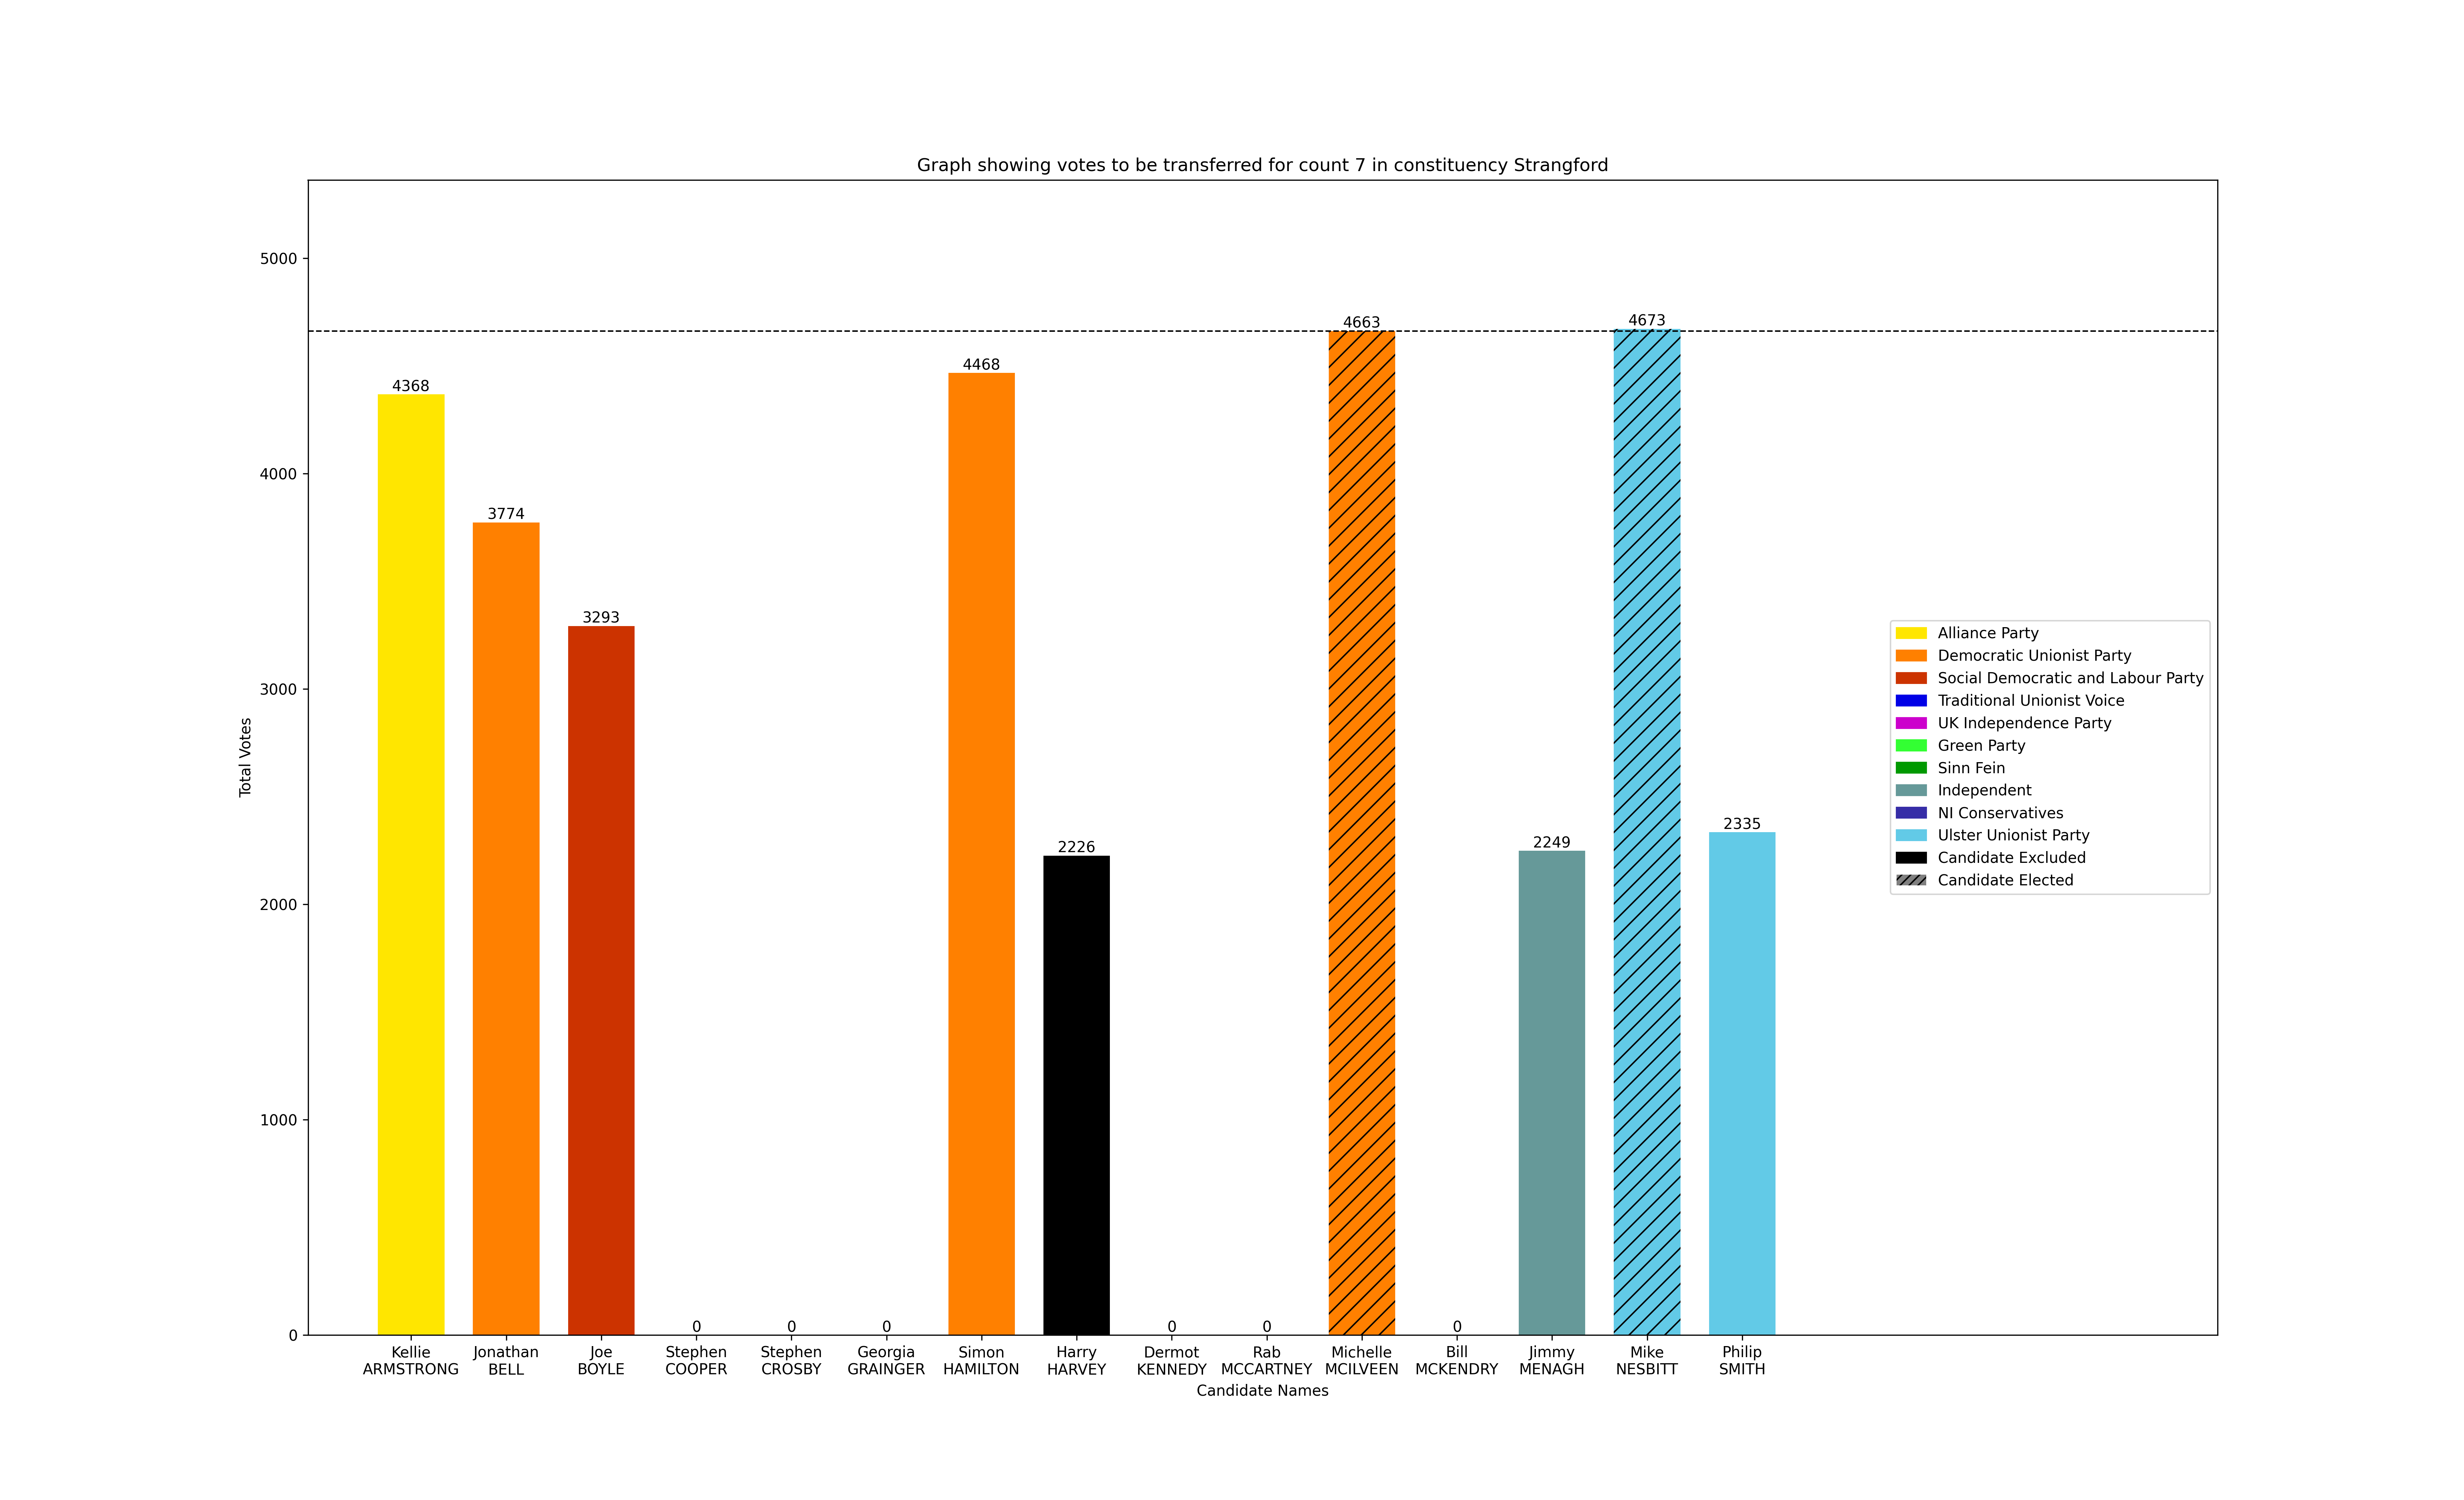 Graph showing votes to be transferred for count 7 in constituency Strangford
Total Votes
5000
4000
3000
2000
1000
0
4368
3774
3293
0
0
0
4468
2226
0
0
4663
0
2249
4673
2335
Kellie
ARMSTRONG
Jonathan
BELL
Joe
BOYLE
Stephen
COOPER
Stephen
CROSBY
Georgia
GRAINGER
Simon
HAMILTON
Harry
HARVEY
Dermot
KENNEDY
Rab
MCCARTNEY
Michelle
MCILVEEN
Bill
MCKENDRY
Jimmy
MENAGH
Mike
NESBITT
Philip
SMITH
Candidate Names
Alliance Party
Democratic Unionist Party
Social Democratic and Labour Party
Traditional Unionist Voice
UK Independence Party
Green Party
Sinn Fein
Independent
NI Conservatives
Ulster Unionist Party
Candidate Excluded
Candidate Elected